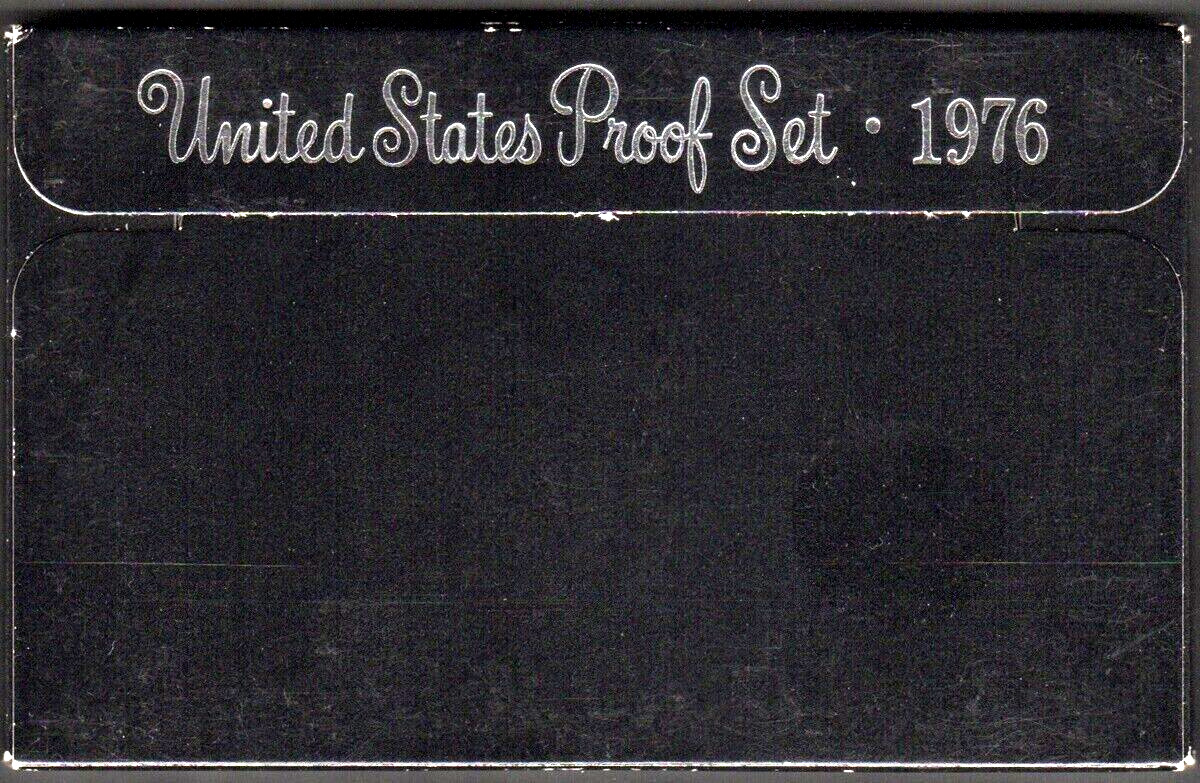 United States Proof Set · 1976